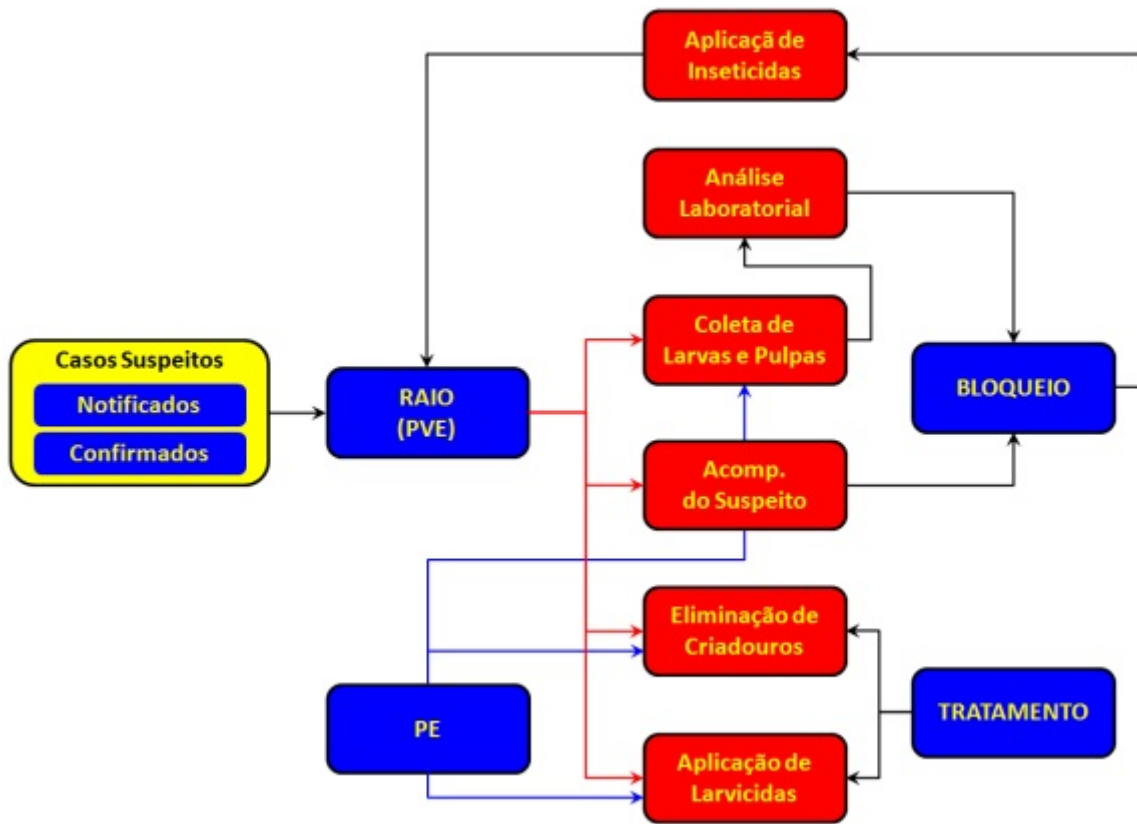 Aplicaçã de
Inseticidas
Análise
Laboratorial
Coleta de
Larvas e Pulpas
Casos Suspeitos
Notificados
Confirmados
RAIO
(PVE)
BLOQUEIO
Acomp.
do Suspeito
Eliminação de
Criadouros
PE
TRATAMENTO
Aplicação de
Larvicidas